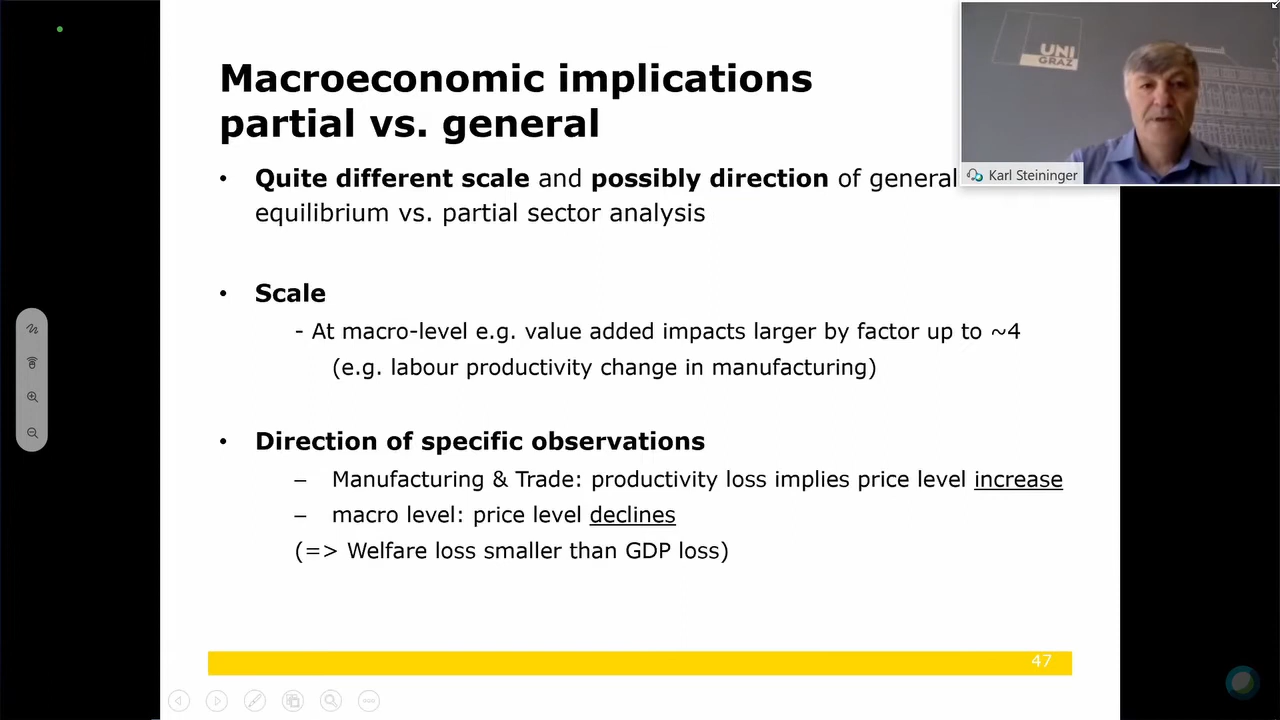 Macroeconomic implications
partial vs. general
• Quite different scale and possibly direction of general
equilibrium vs. partial sector analysis
• Scale
- At macro-level e.g. value added impacts larger by factor up to ~4
(e.g. labour productivity change in manufacturing)
• Direction of specific observations
– Manufacturing & Trade: productivity loss implies price level increase
– macro level: price level declines
(=> Welfare loss smaller than GDP loss)
47
UNI
GRAZ
Karl Steininger